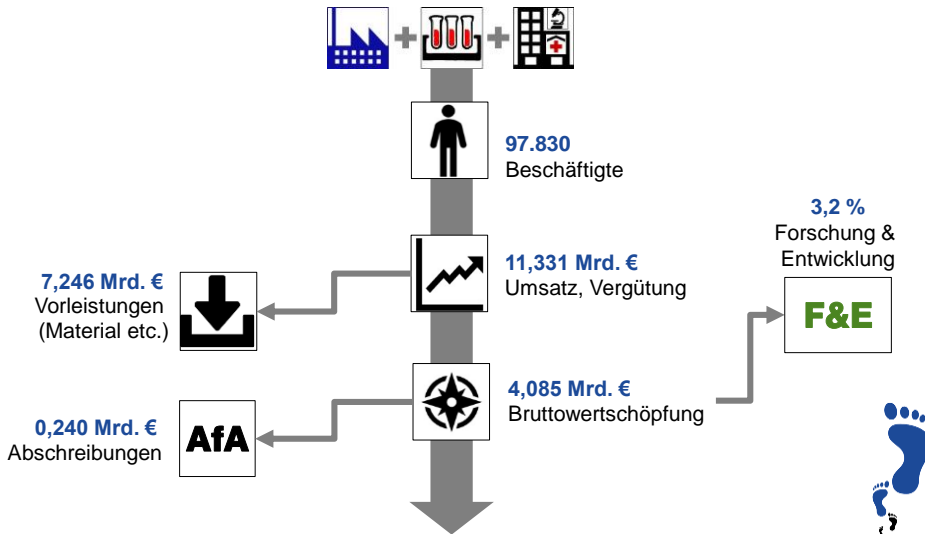 97.830
Beschäftigte
3,2 %
Forschung &
Entwicklung
F&E
11,331 Mrd. €
Umsatz, Vergütung
7,246 Mrd. €
Vorleistungen
(Material etc.)
4,085 Mrd. €
Bruttowertschöpfung
0,240 Mrd. €
Abschreibungen
AfA